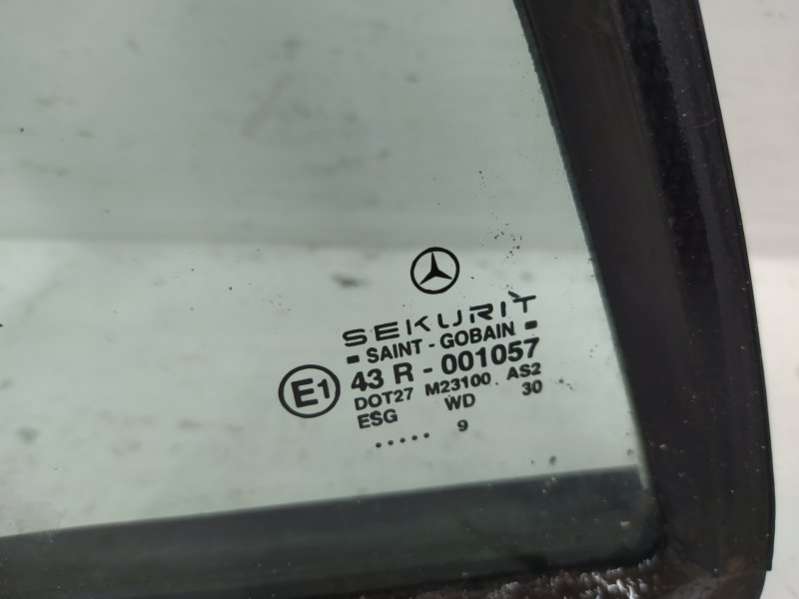 SEKURIT
SAINT - GOBAIN
E1 43 R - 001057
DOT27 M23100 AS2
ESG WD 30
..... 9